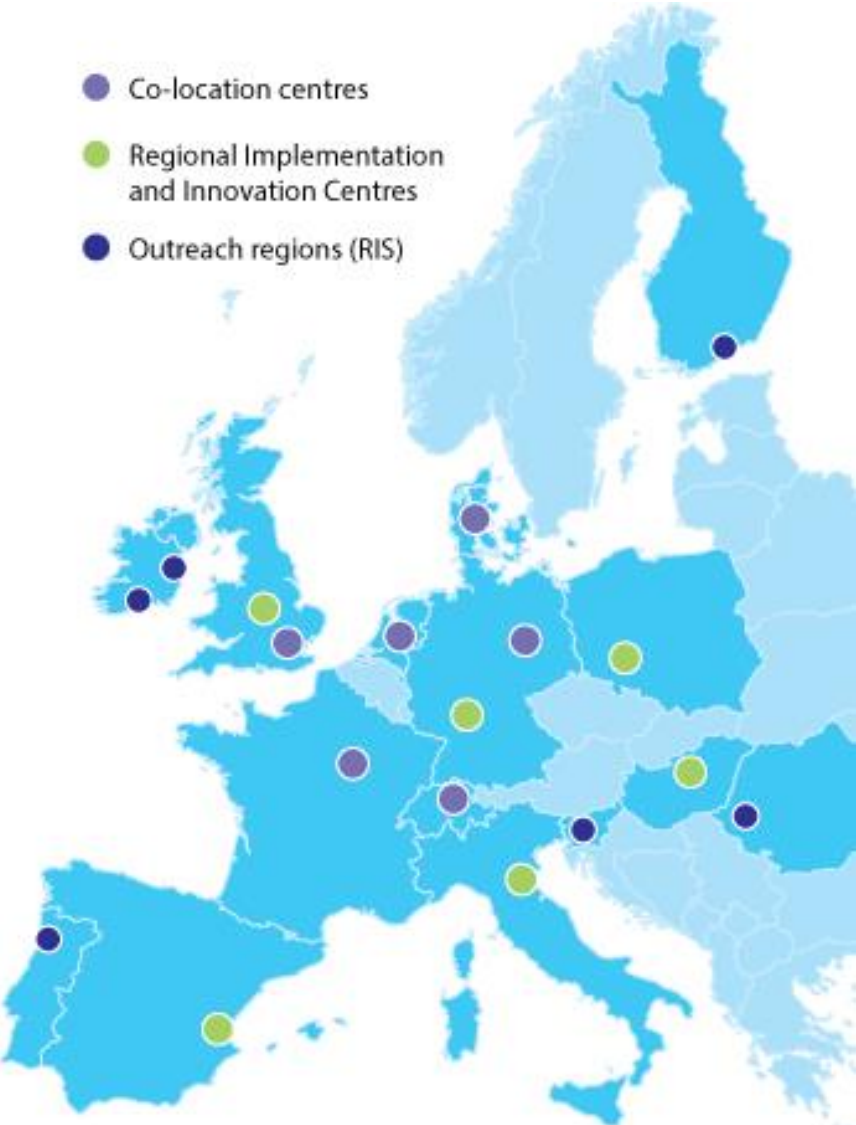 Co-location centres
Regional Implementation
and Innovation Centres
Outreach regions (RIS)